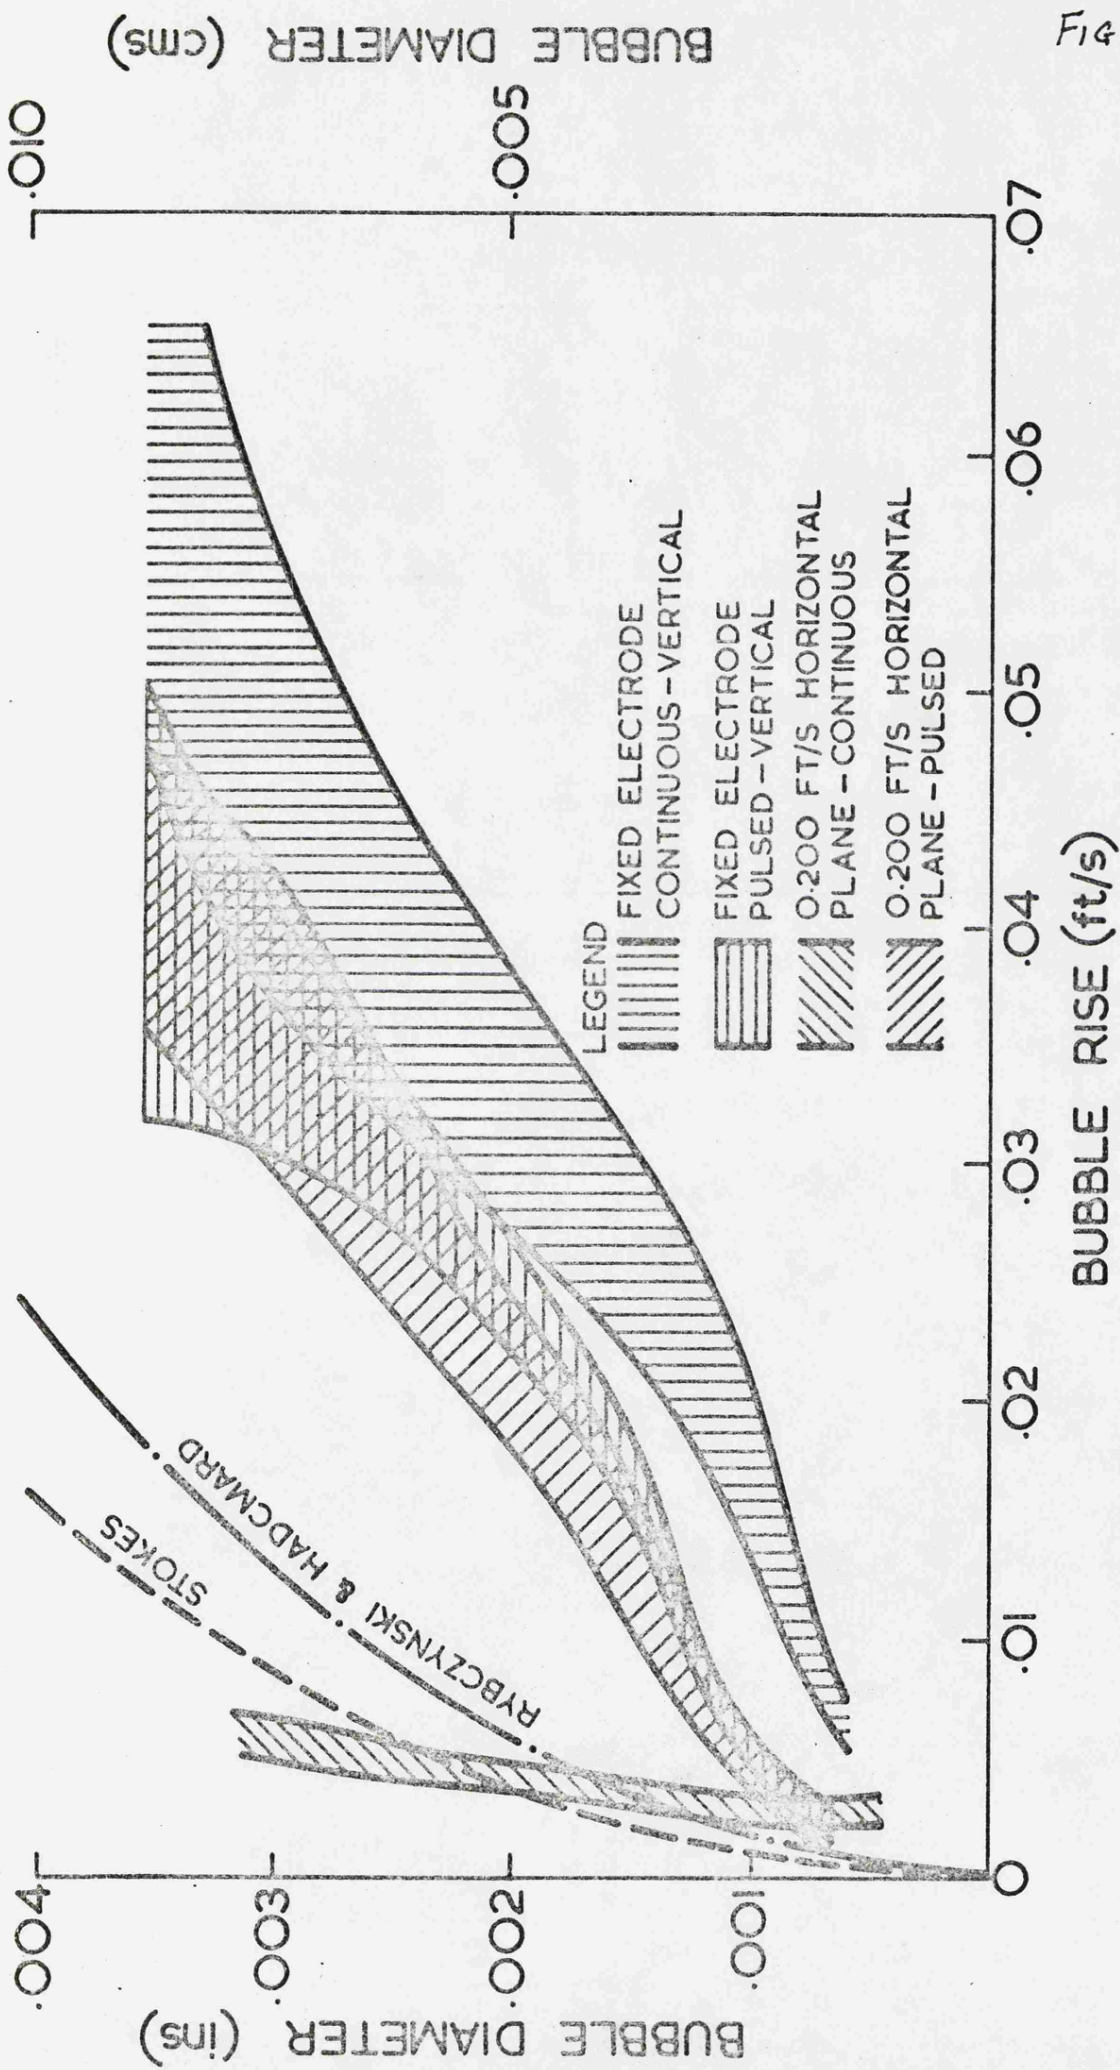 FIG
BUBBLE DIAMETER (ins)
.004
.003
.002
.001
STOKES
RYBCZYNSKI & HADCMARD
BUBBLE DIAMETER (cms)
.010
.005
LEGEND
FIXED ELECTRODE
CONTINUOUS-VERTICAL
FIXED ELECTRODE
PULSED-VERTICAL
0·200 FT/S HORIZONTAL
PLANE-CONTINUOUS
0·200 FT/S HORIZONTAL
PLANE-PULSED
0
.01
.02
.03
.04
.05
.06
.07
BUBBLE RISE (ft/s)